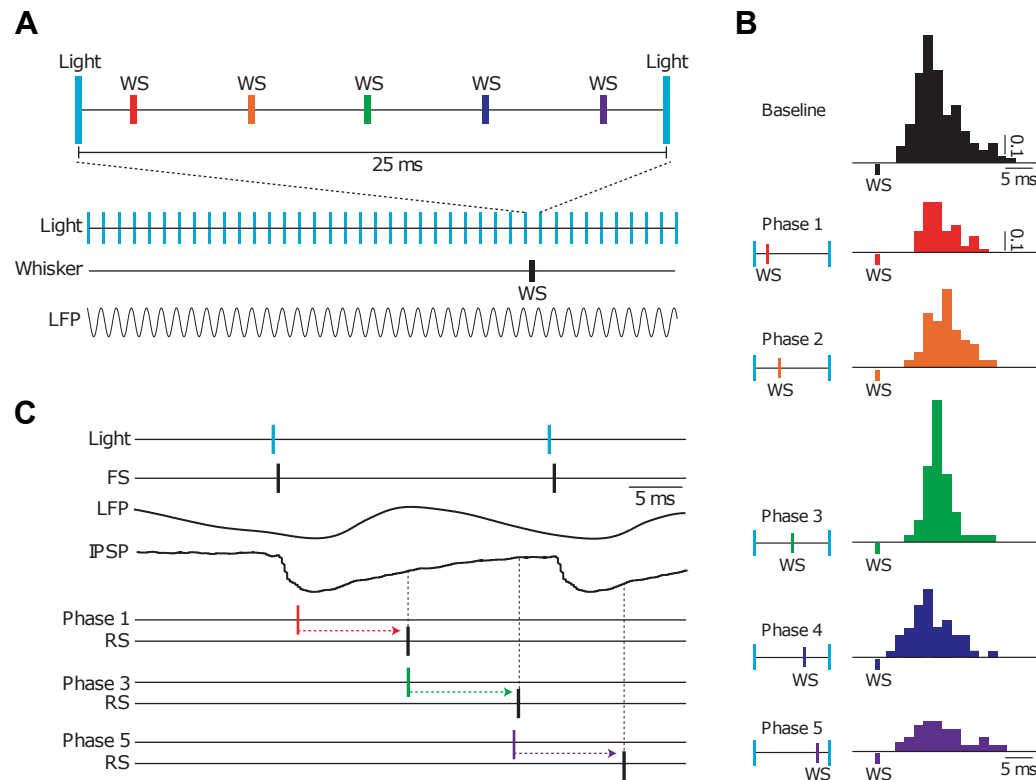 A
Light
Light
WS
WS
WS
WS
WS
25 ms
Light
Whisker
WS
LFP
B
Baseline
0.1
WS
5 ms
Phase 1
WS
0.1
WS
Phase 2
WS
WS
Phase 3
WS
WS
Phase 4
WS
WS
Phase 5
WS
WS
5 ms
C
Light
FS
5 ms
LFP
IPSP
Phase 1
RS
Phase 3
RS
Phase 5
RS